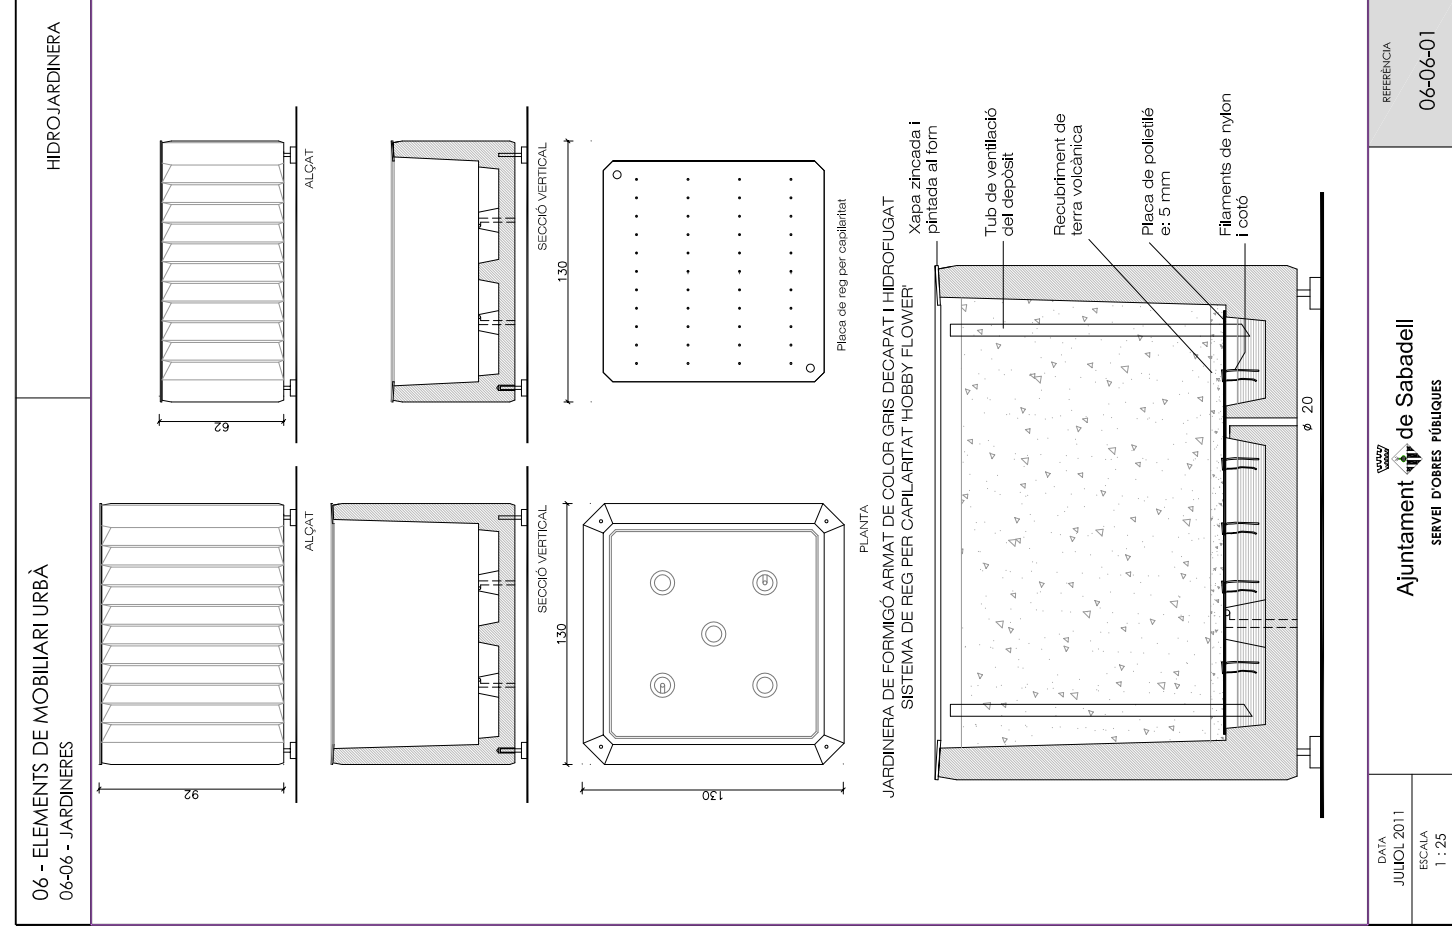 06 - ELEMENTS DE MOBILIARI URBÀ
06-06 - JARDINERES
HIDROJARDINERA
92
ALÇAT
62
ALÇAT
SECCIÓ VERTICAL
SECCIÓ VERTICAL
130
130
130
PLANTA
Placa de reg per capilaritat
JARDINERA DE FORMIGÓ ARMAT DE COLOR GRIS DECAPAT I HIDROFUGAT
SISTEMA DE REG PER CAPILARITAT 'HOBBY FLOWER'
Xapa zincada i
pintada al forn
Tub de ventilació
del depòsit
Recubriment de
terra volcànica
Placa de polietilé
e: 5 mm
Filaments de nylon
i cotó
ø 20
DATA
JULIOL 2011
ESCALA
1 : 25
Ajuntament de Sabadell
SERVEI D'OBRES PÚBLIQUES
REFERÈNCIA
06-06-01